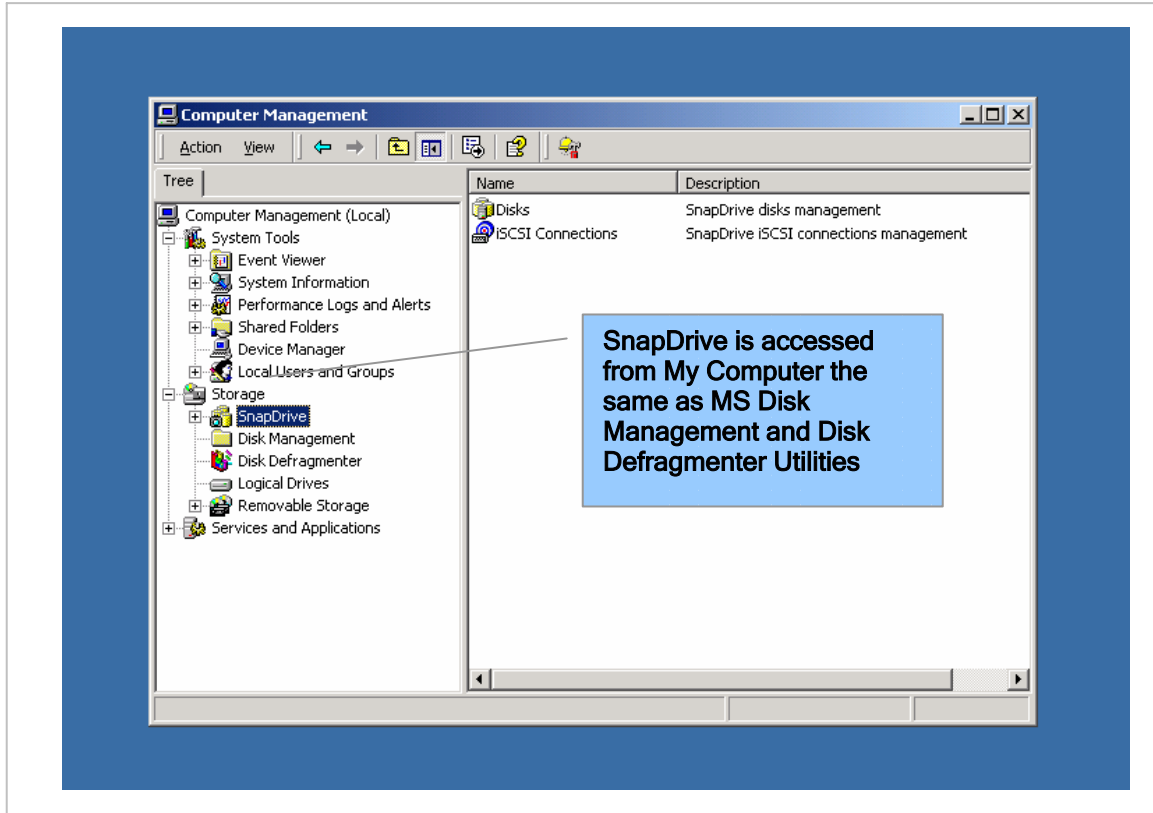 Computer Management
Action View
Tree
Name Description
Computer Management (Local)
System Tools
Event Viewer
System Information
Performance Logs and Alerts
Shared Folders
Device Manager
Local Users and Groups
Storage
SnapDrive
Disk Management
Disk Defragmenter
Logical Drives
Removable Storage
Services and Applications
Disks SnapDrive disks management
iSCSI Connections SnapDrive iSCSI connections management
SnapDrive is accessed
from My Computer the
same as MS Disk
Management and Disk
Defragmenter Utilities